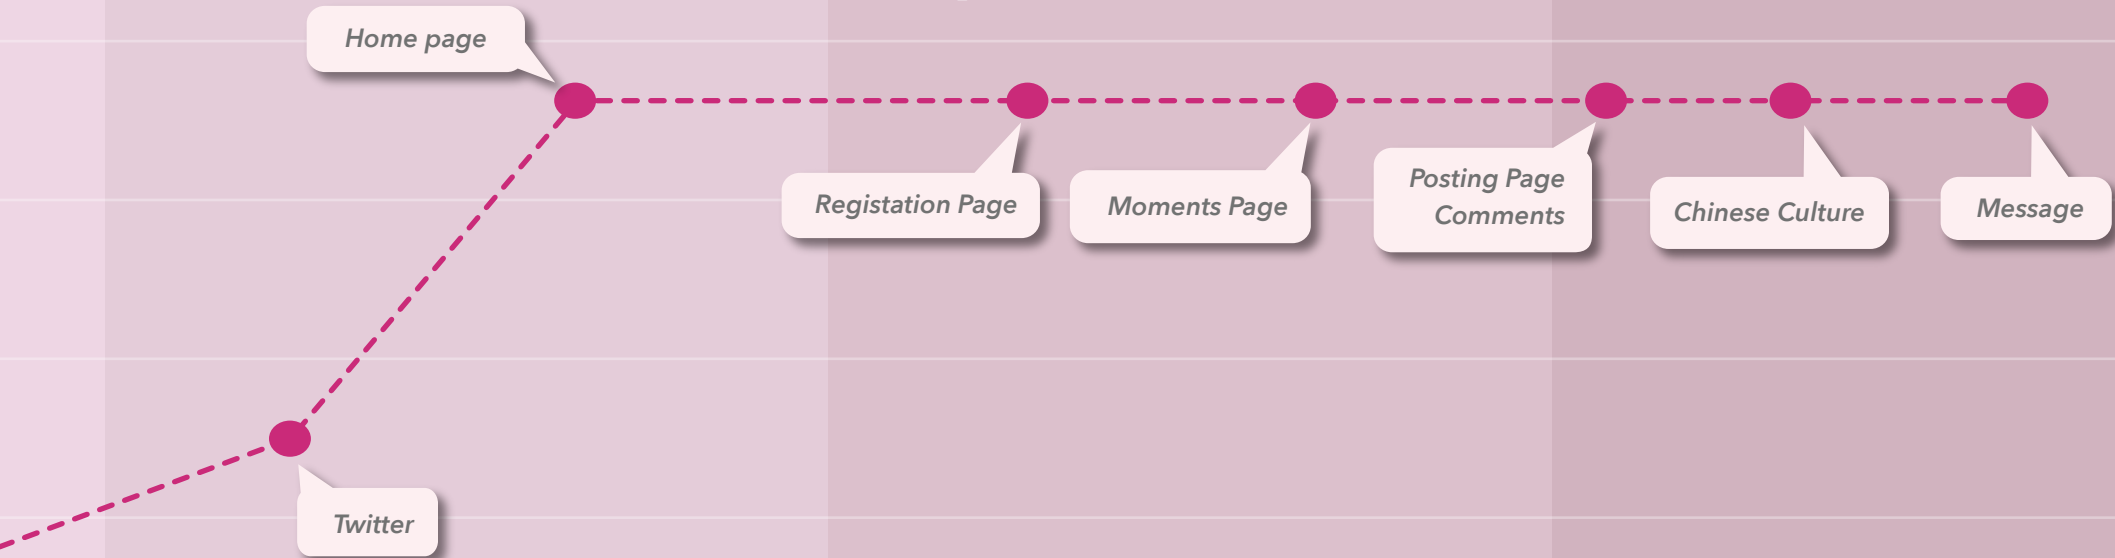 Home page
Registation Page
Moments Page
Posting Page
Comments
Chinese Culture
Message
Twitter